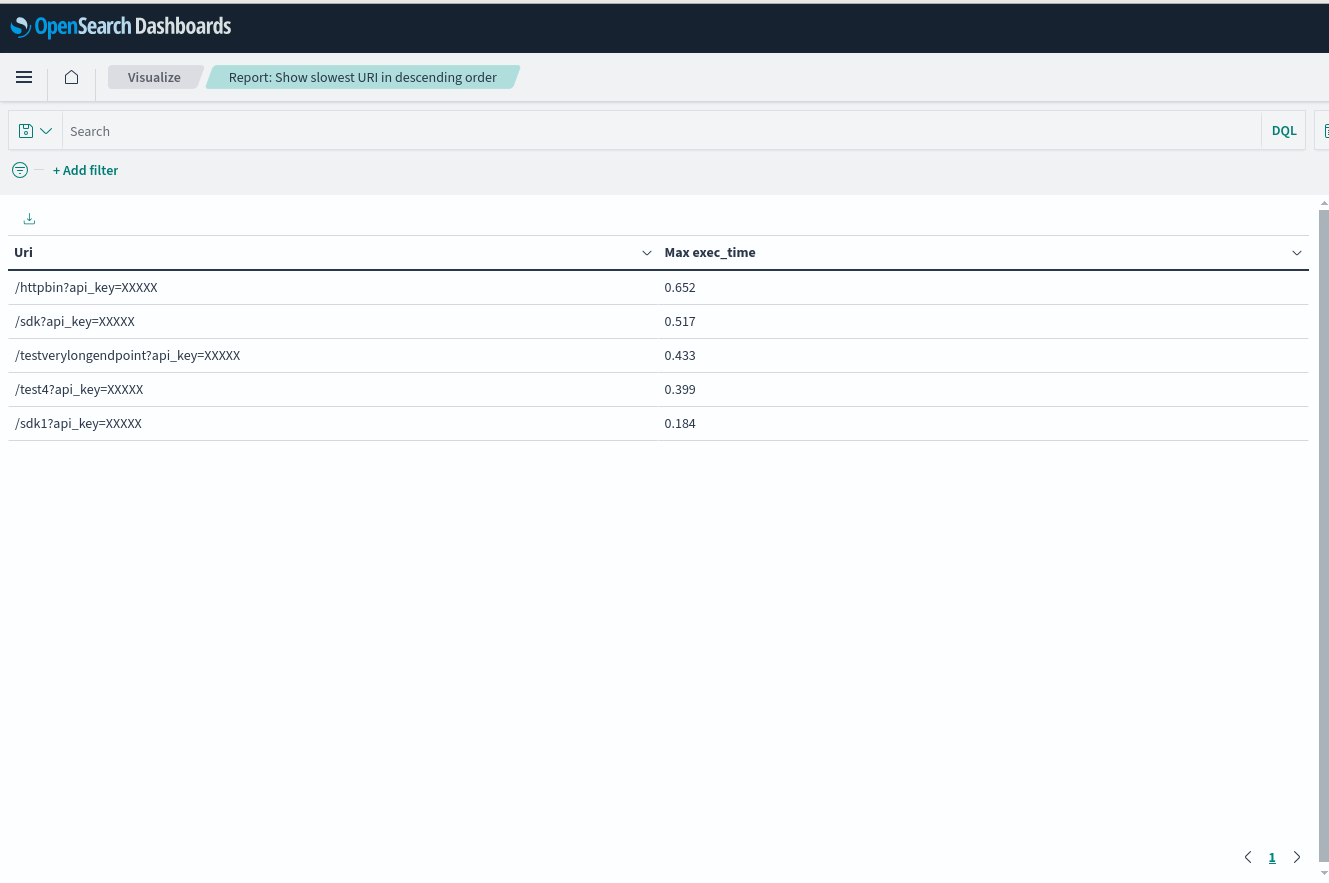 OpenSearch Dashboards
Visualize
Report: Show slowest URI in descending order
Search
DQL
+ Add filter
Uri Max exec_time
/httpbin?api_key=XXXXX 0.652
/sdk?api_key=XXXXX 0.517
/testverylongendpoint?api_key=XXXXX 0.433
/test4?api_key=XXXXX 0.399
/sdk1?api_key=XXXXX 0.184
1